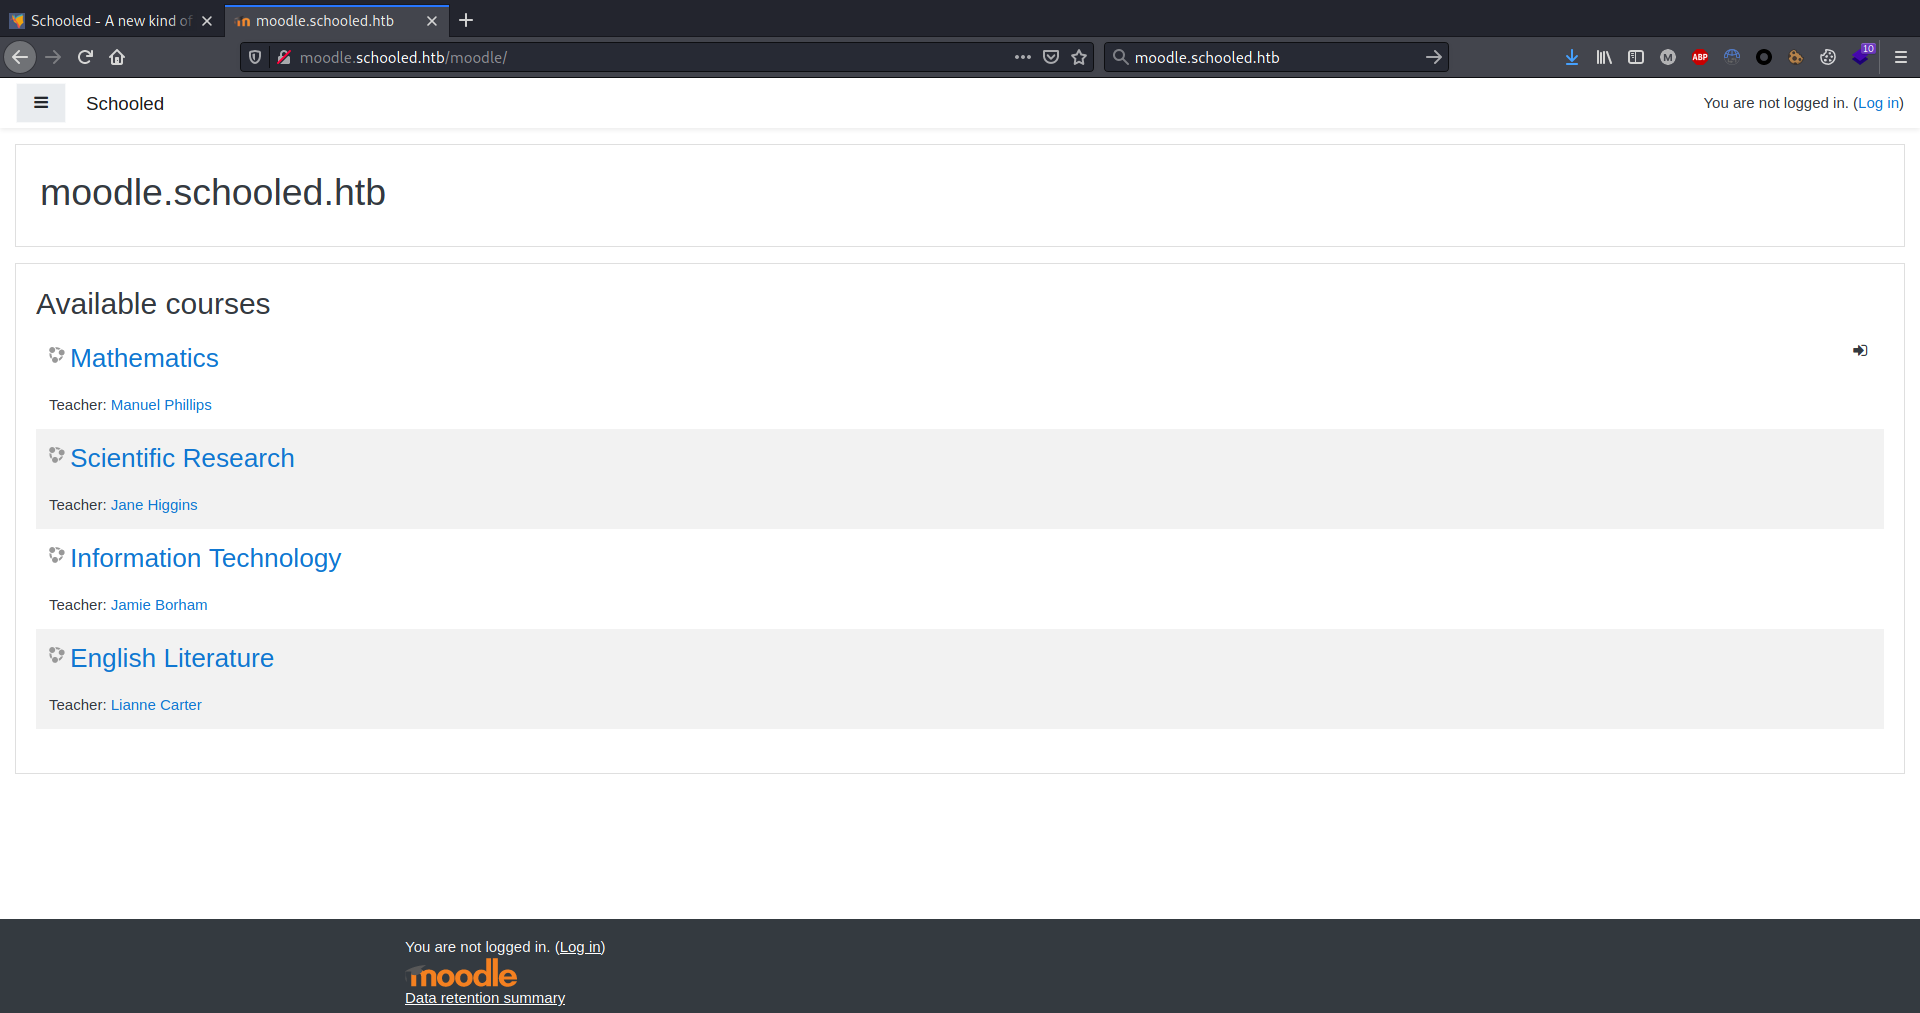 Schooled - A new kind of
moodle.schooled.htb
moodle.schooled.htb/moodle/
moodle.schooled.htb
M
ABP
10
Schooled
You are not logged in. (Log in)
moodle.schooled.htb
Available courses
Mathematics
Teacher: Manuel Phillips
Scientific Research
Teacher: Jane Higgins
Information Technology
Teacher: Jamie Borham
English Literature
Teacher: Lianne Carter
You are not logged in. (Log in)
moodle
Data retention summary